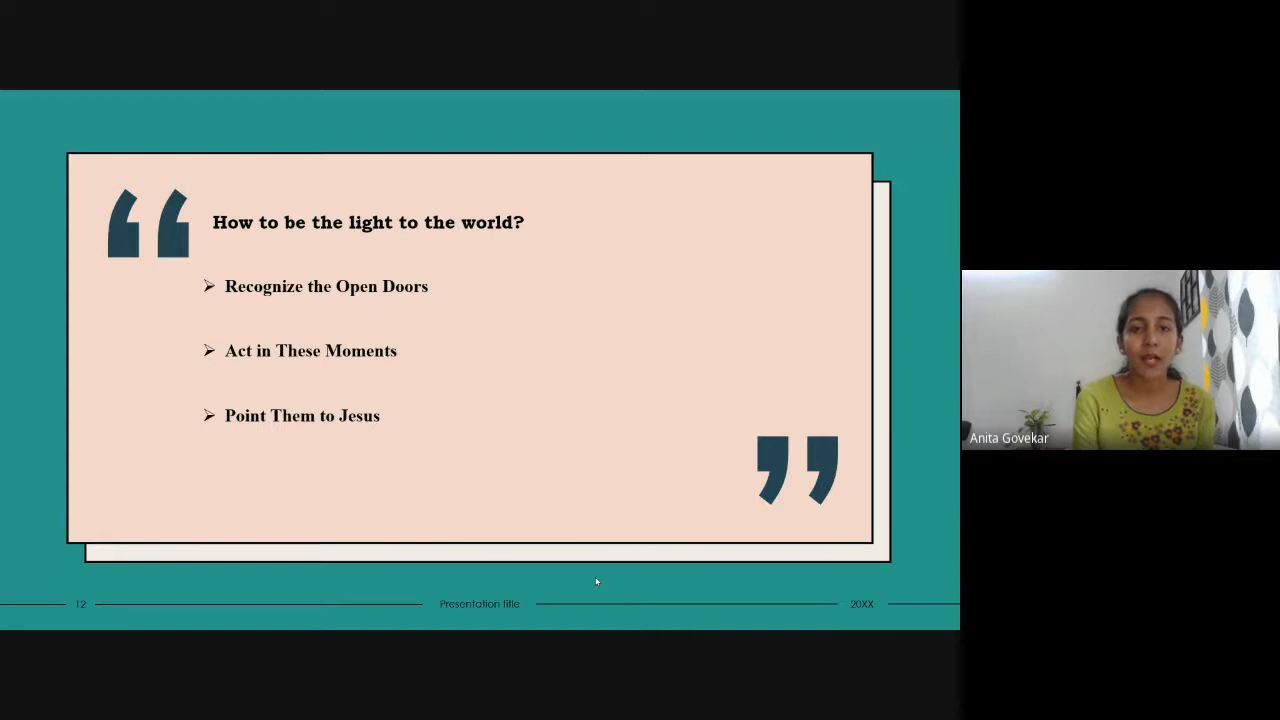 How to be the light to the world?
➢ Recognize the Open Doors
➢ Act in These Moments
➢ Point Them to Jesus
12
Presentation title
20XX
Anita Govekar